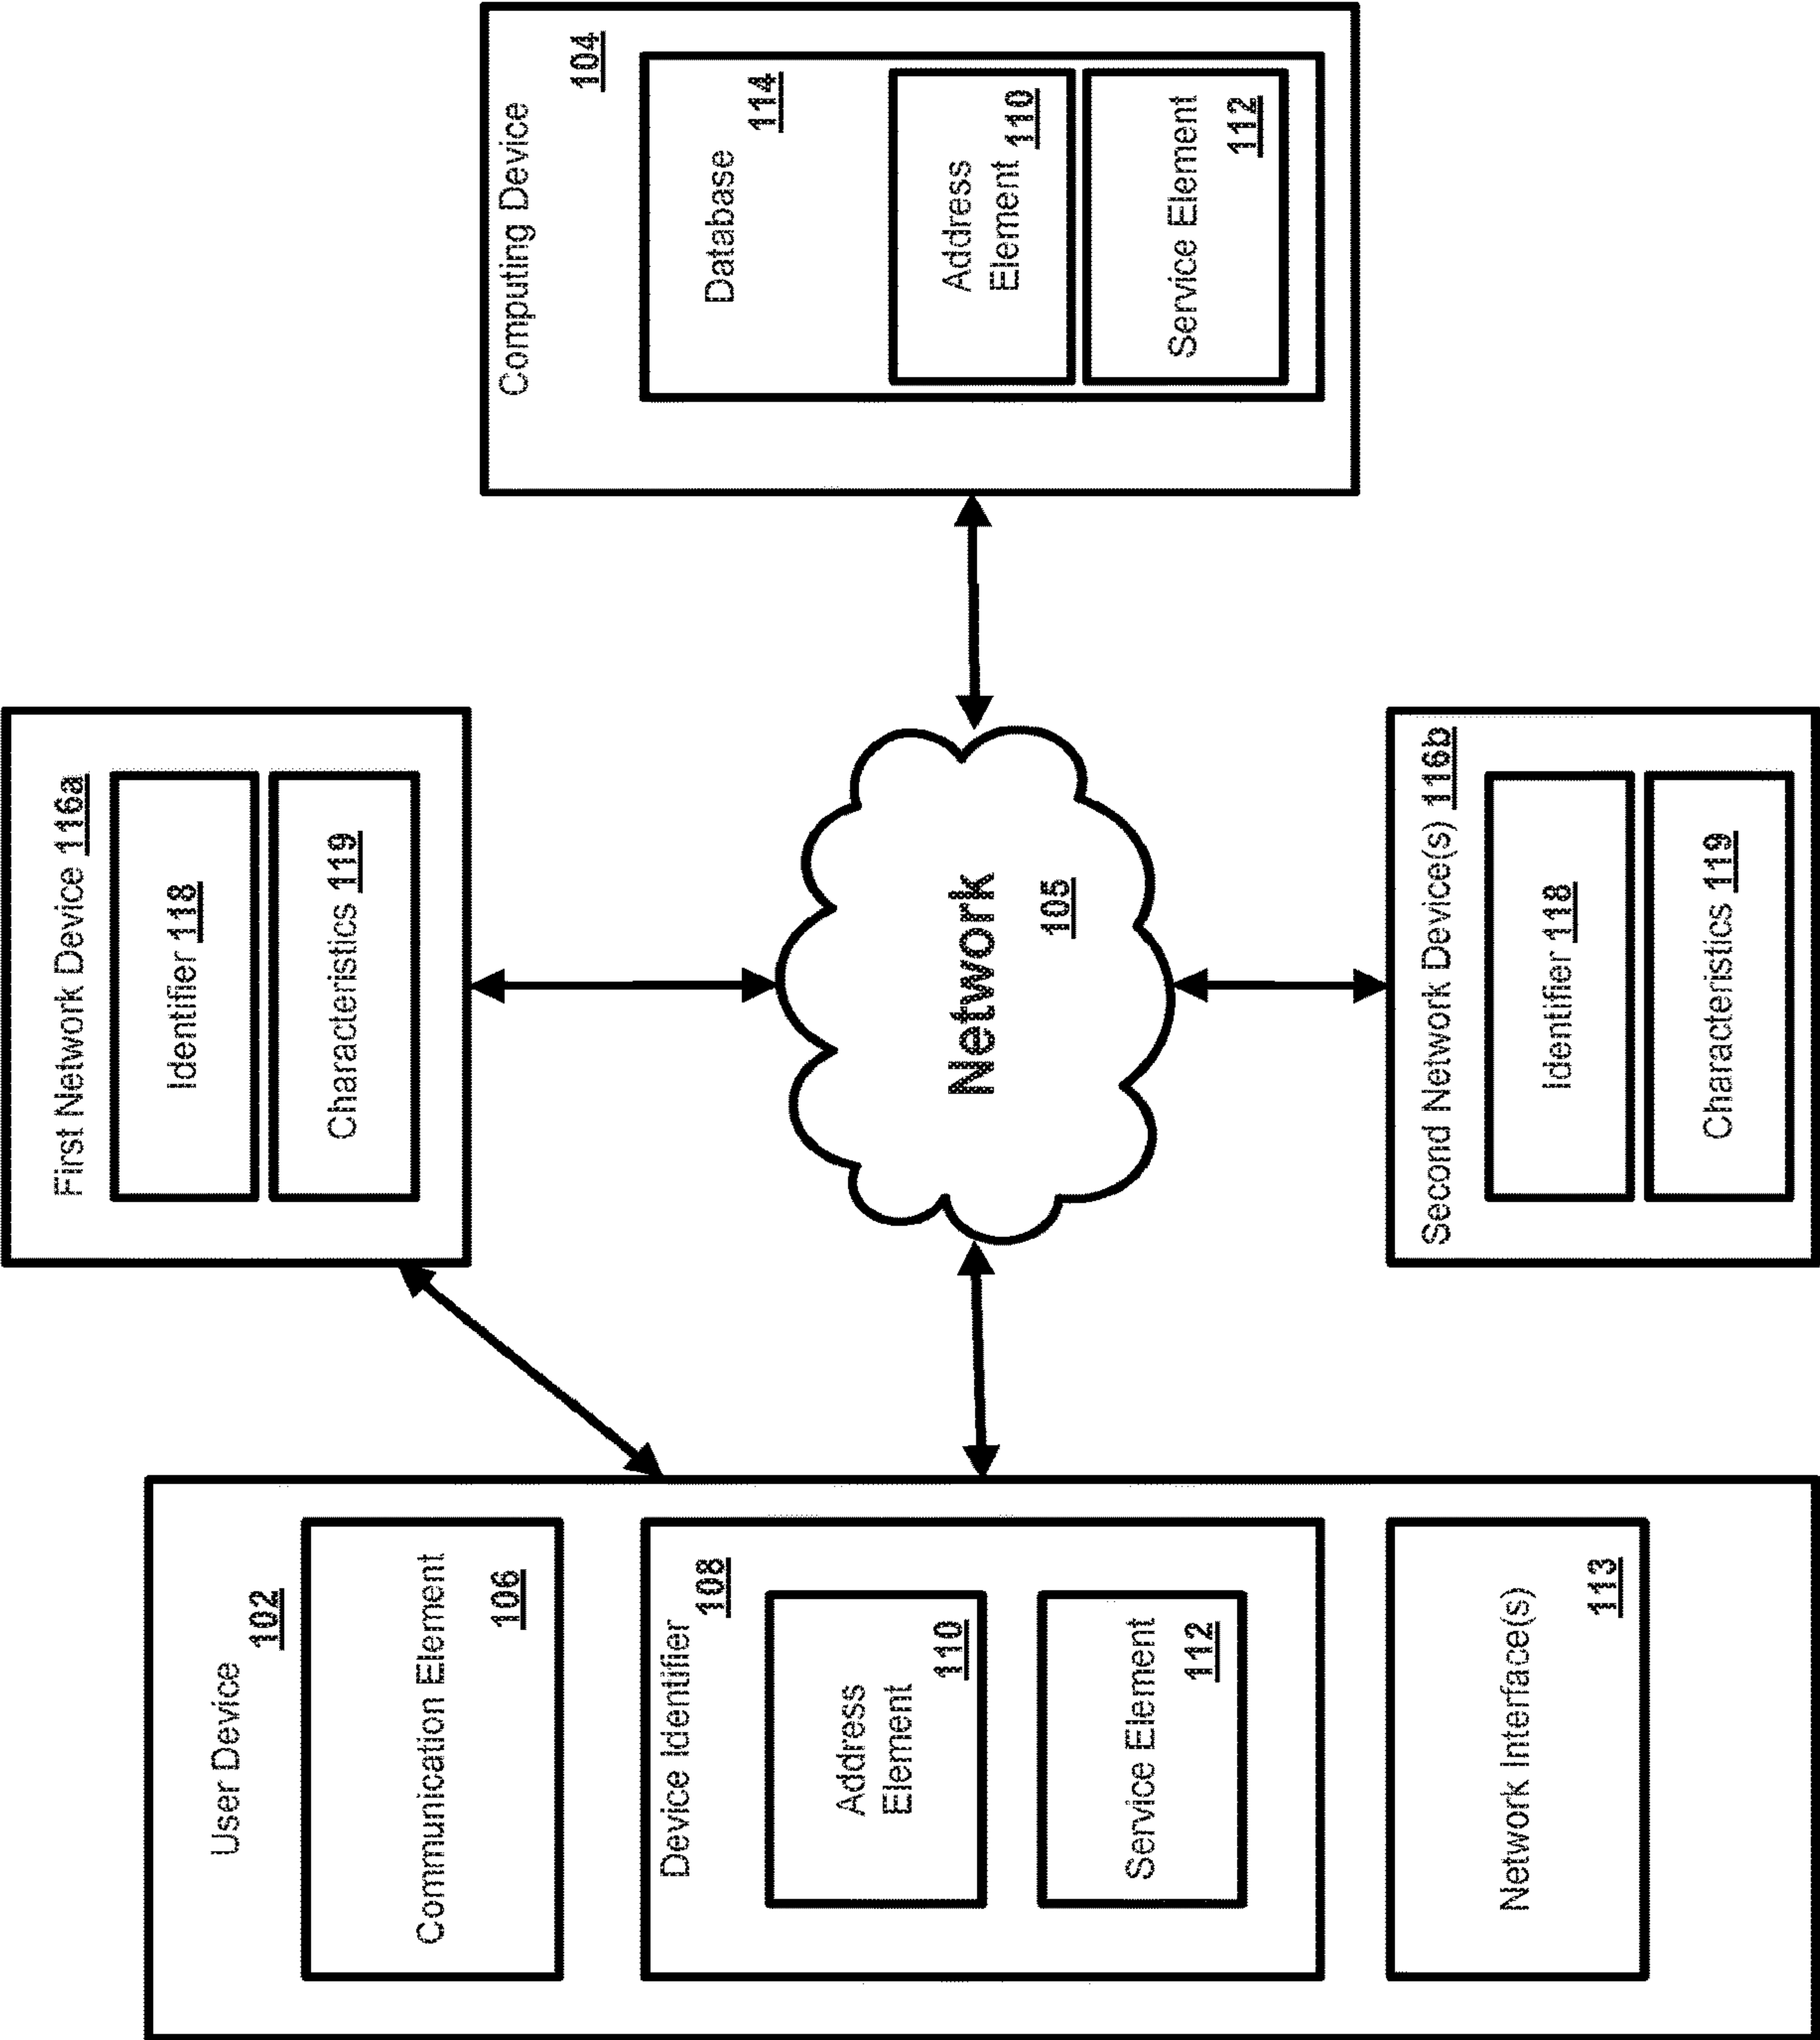 User Device
102
Communication Element
106
Device Identifier
108
Address
Element
110
Service Element
112
Network Interface(s)
113
First Network Device 116a
Identifier 118
Characteristics 119
Network
105
Second Network Device(s) 116b
Identifier 118
Characteristics 119
Computing Device
104
Database
114
Address
Element 110
Service Element
112